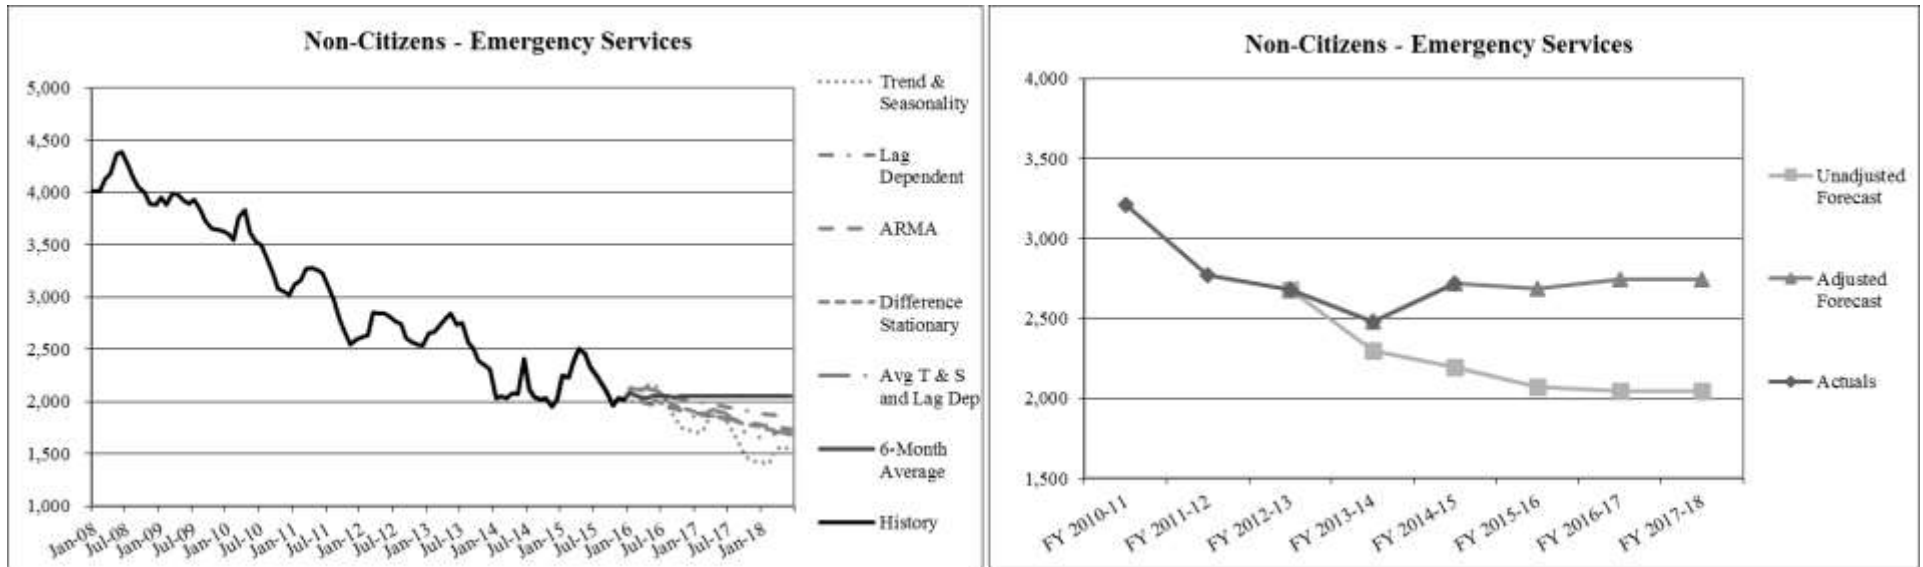 Non-Citizens - Emergency Services
5,000
4,500
4,000
3,500
3,000
2,500
2,000
1,500
1,000
Jan-08
Jul-08
Jan-09
Jul-09
Jan-10
Jul-10
Jan-11
Jul-11
Jan-12
Jul-12
Jan-13
Jul-13
Jan-14
Jul-14
Jan-15
Jul-15
Jan-16
Jul-16
Jan-17
Jul-17
Jan-18
Trend &
Seasonality
Lag
Dependent
ARMA
Difference
Stationary
Avg T & S
and Lag Dep
6-Month
Average
History
Non-Citizens - Emergency Services
4,000
3,500
3,000
2,500
2,000
1,500
FY 2010-11
FY 2011-12
FY 2012-13
FY 2013-14
FY 2014-15
FY 2015-16
FY 2016-17
FY 2017-18
Unadjusted
Forecast
Adjusted
Forecast
Actuals